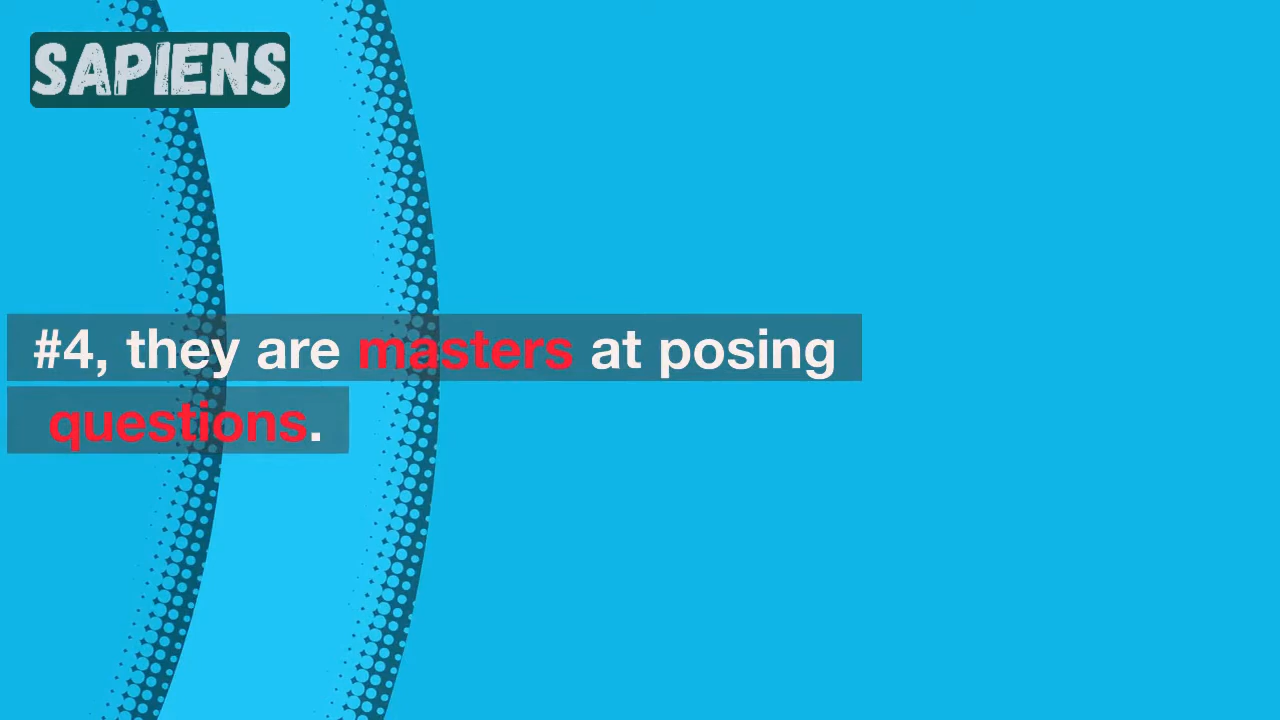 SAPIENS
#4, they are masters at posing
questions.